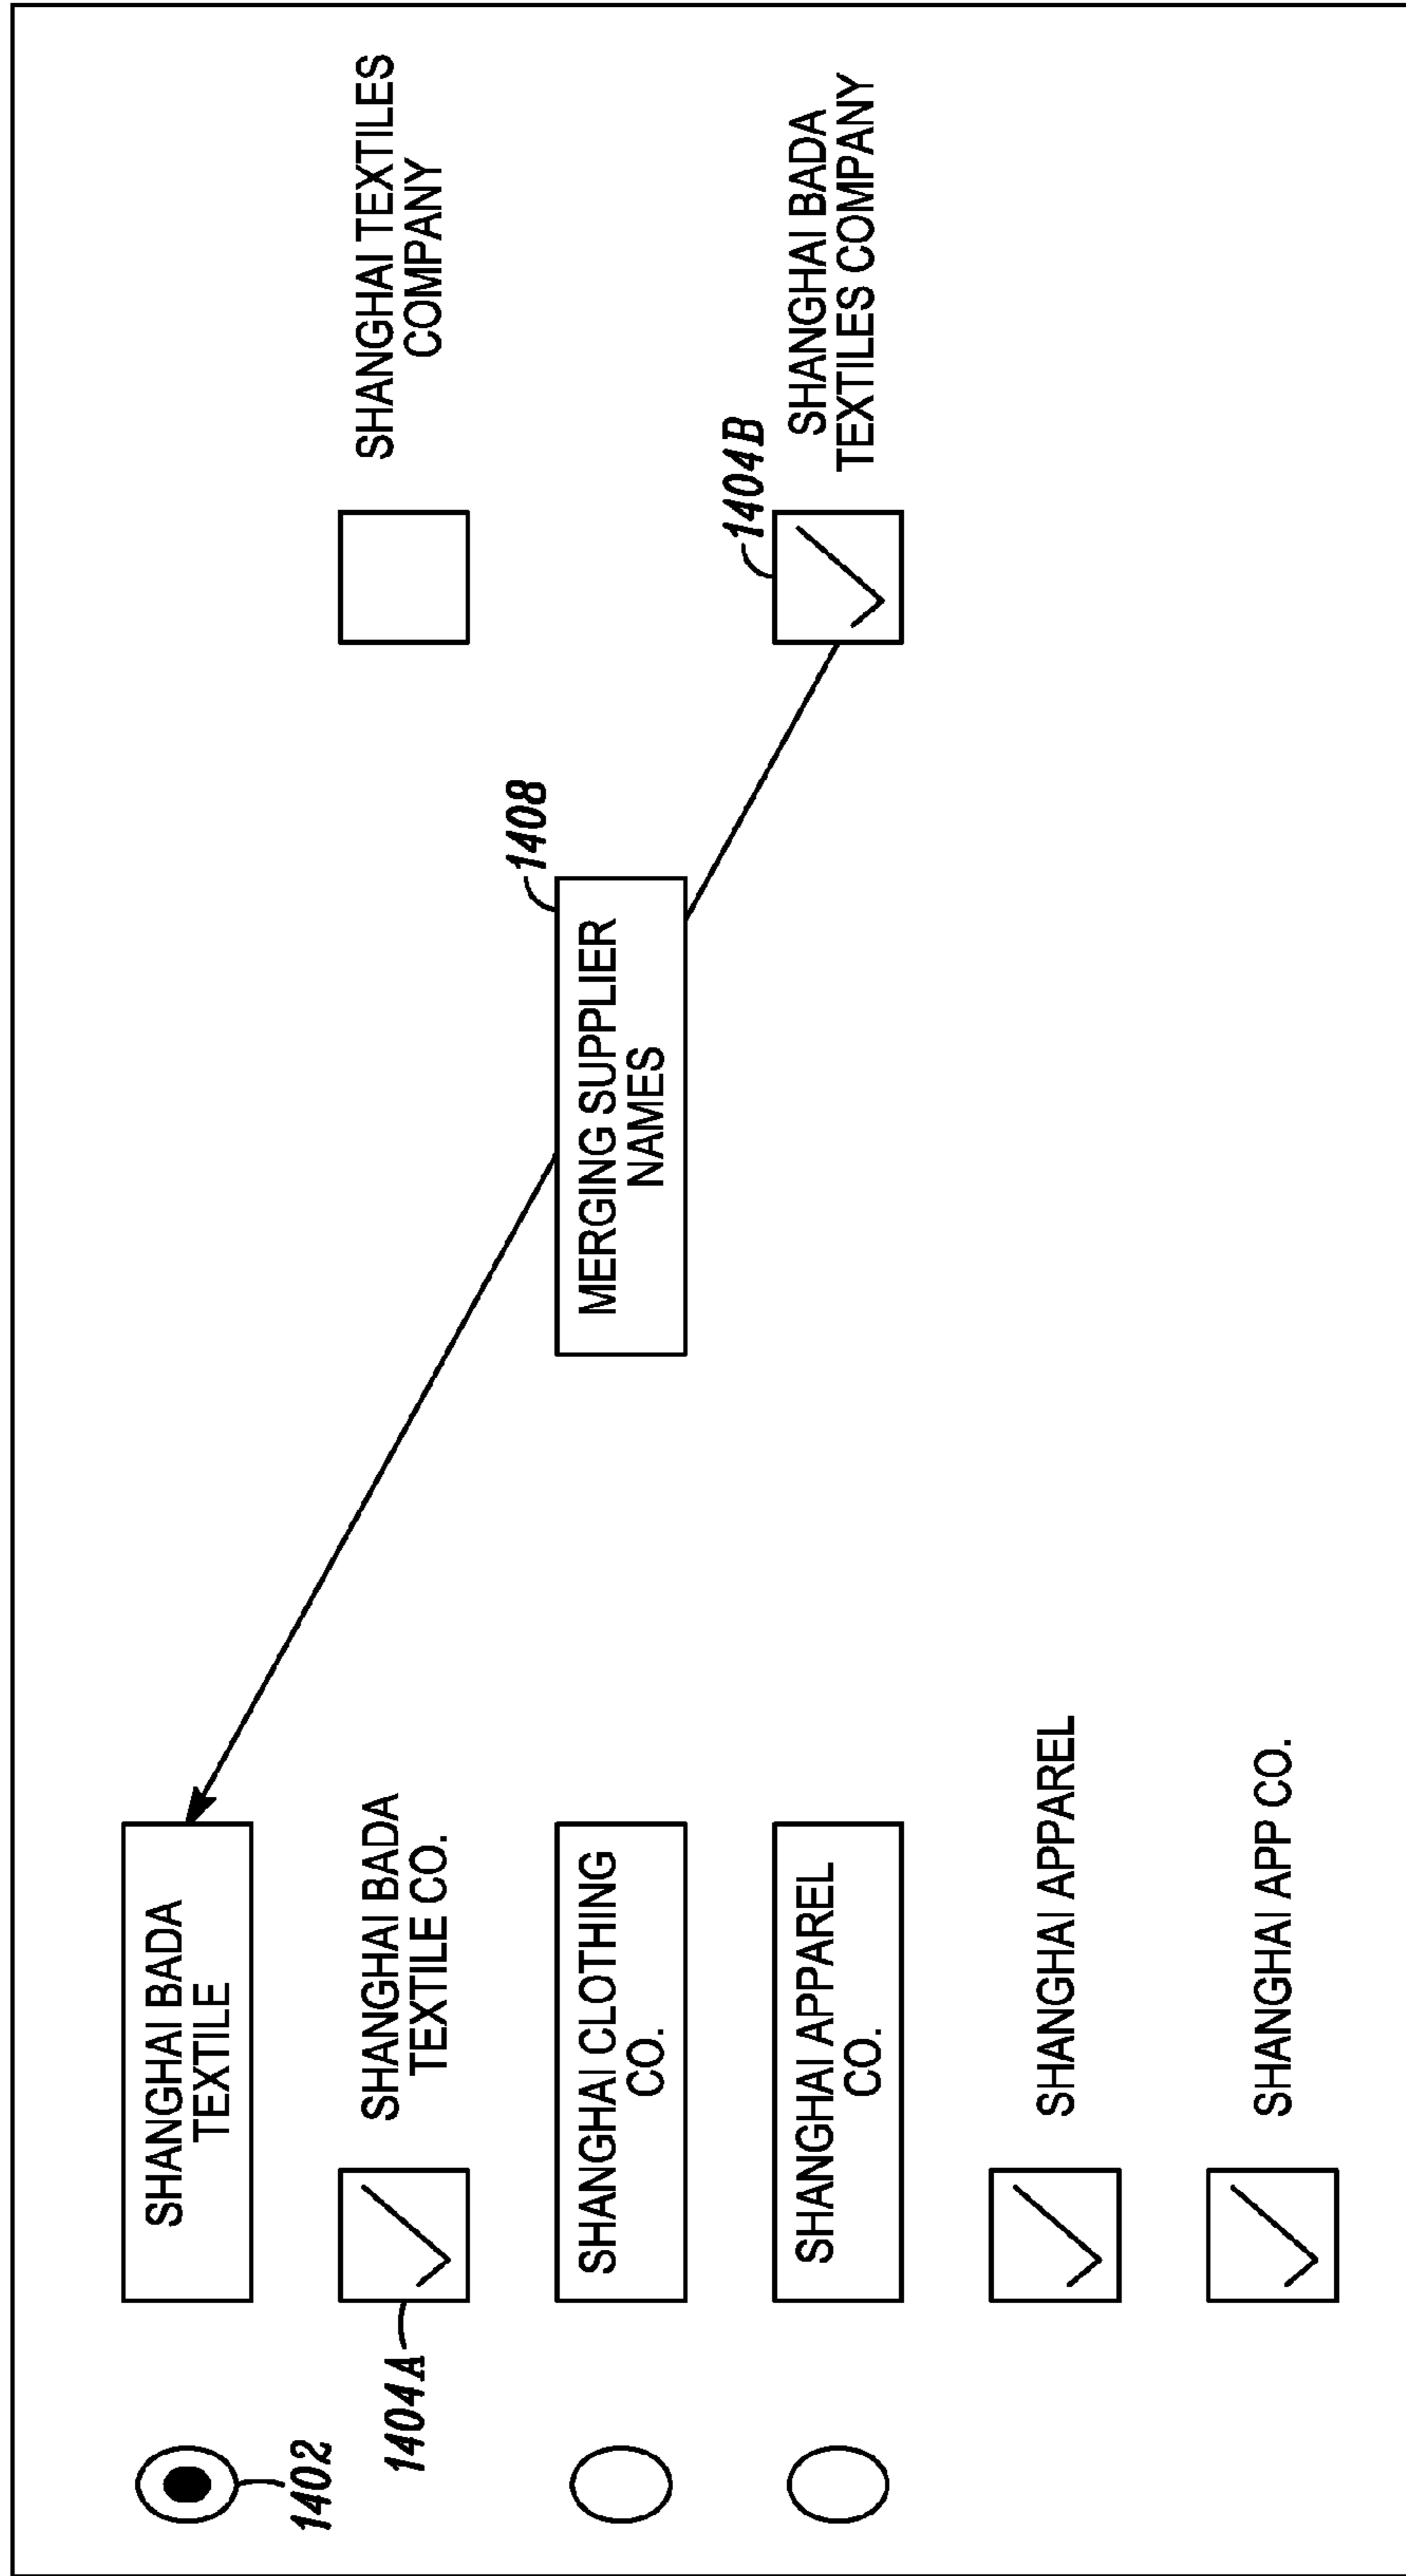 1402
SHANGHAI BADA
TEXTILE
1404A
SHANGHAI BADA
TEXTILE CO.
SHANGHAI TEXTILES
COMPANY
SHANGHAI CLOTHING
CO.
1408
MERGING SUPPLIER
NAMES
SHANGHAI APPAREL
CO.
1404B
SHANGHAI BADA
TEXTILES COMPANY
SHANGHAI APPAREL
SHANGHAI APP CO.